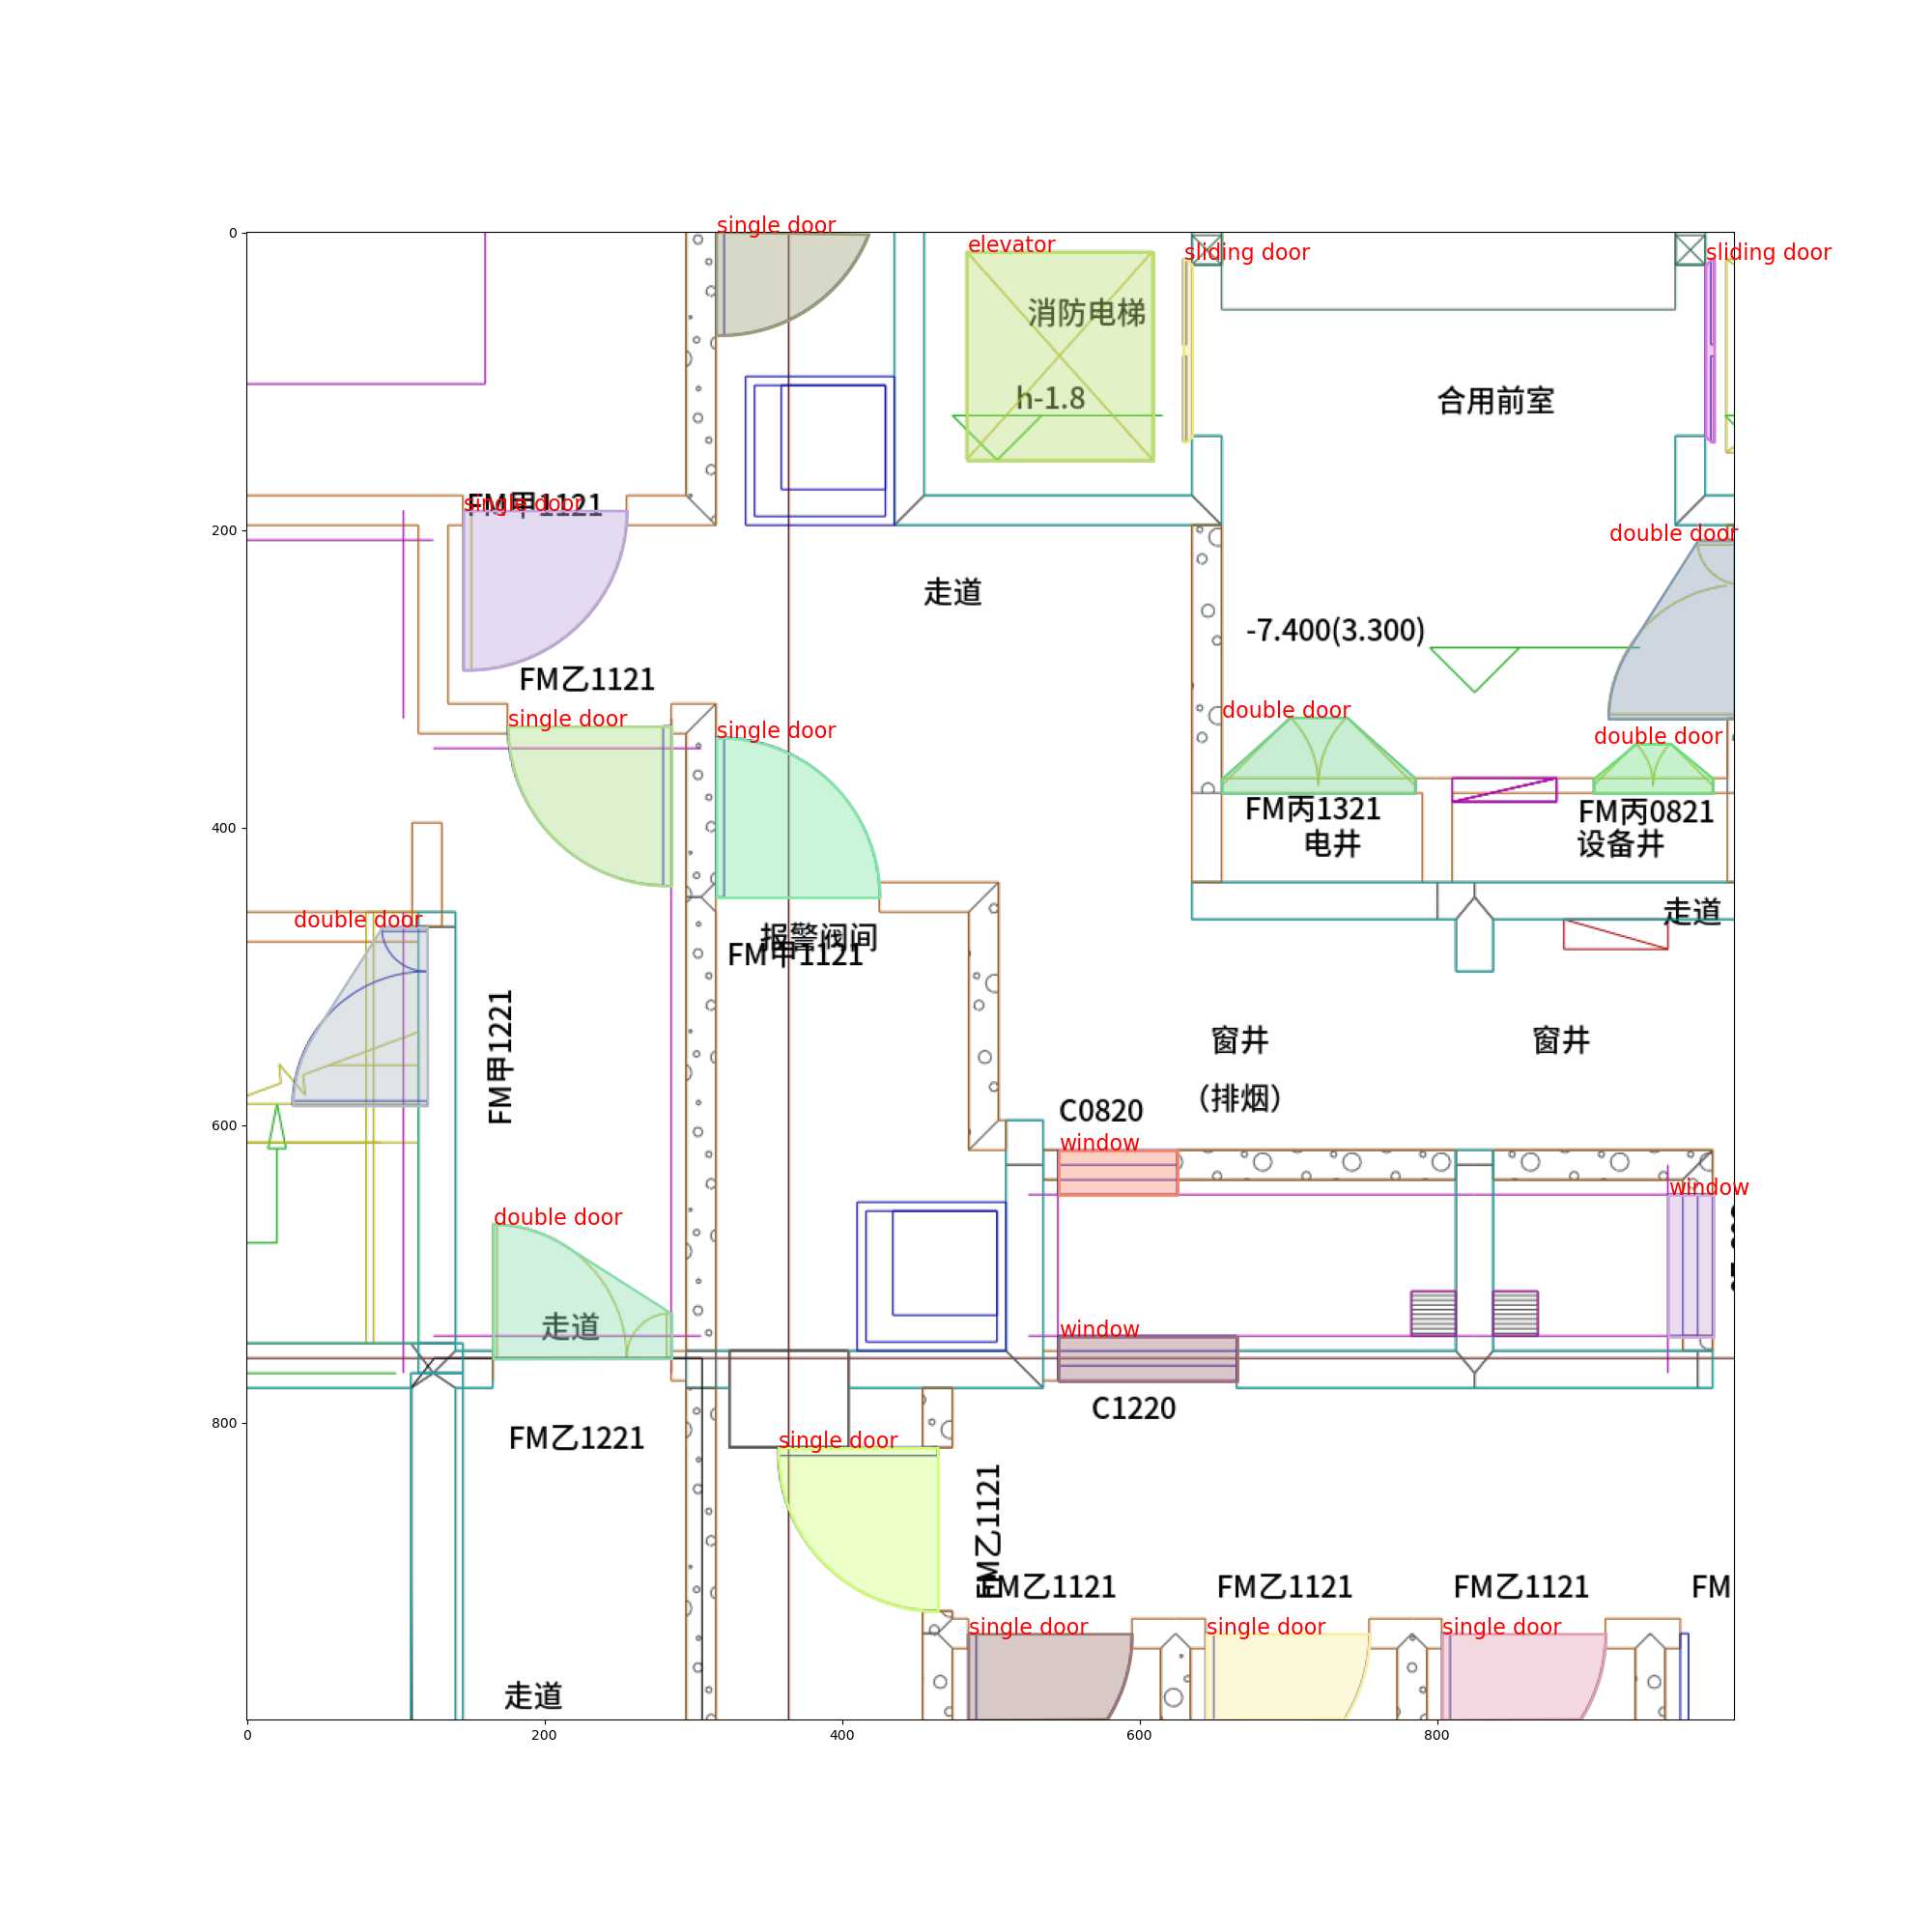 single door
elevator
sliding door
sliding door
消防电梯
h-1.8
合用前室
FM甲1121
single door
double door
走道
-7.400(3.300)
FM乙1121
single door
single door
double door
double door
FM丙1321
电井
FM丙0821
设备井
走道
double door
报警阀间
FM甲1121
FM甲1221
窗井
窗井
(排烟)
C0820
window
window
double door
走道
window
C1220
FM乙1221
single door
FM乙1121
FM乙1121
FM乙1121
FM乙1121
FM
single door
single door
single door
走道
0
200
400
600
800
0
200
400
600
800